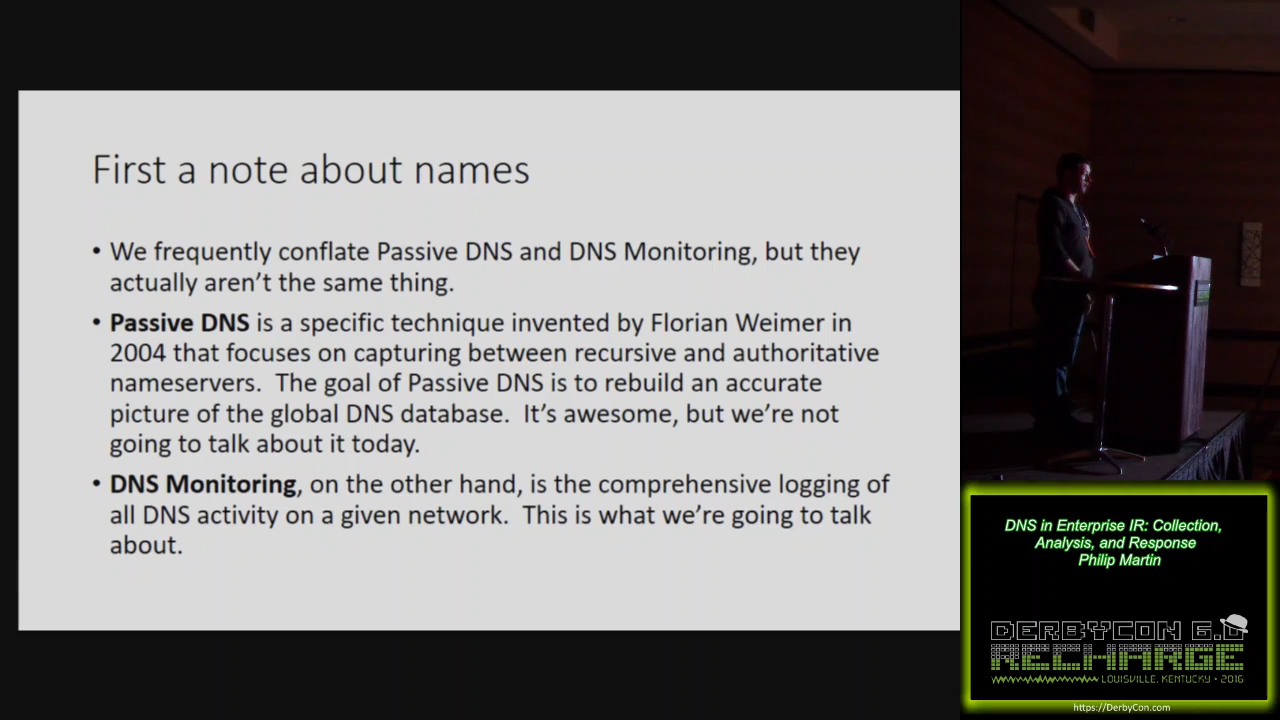 First a note about names
• We frequently conflate Passive DNS and DNS Monitoring, but they
actually aren't the same thing.
• Passive DNS is a specific technique invented by Florian Weimer in
2004 that focuses on capturing between recursive and authoritative
nameservers.  The goal of Passive DNS is to rebuild an accurate
picture of the global DNS database.  It's awesome, but we're not
going to talk about it today.
• DNS Monitoring, on the other hand, is the comprehensive logging of
all DNS activity on a given network.  This is what we're going to talk
about.
DNS in Enterprise IR: Collection,
Analysis, and Response
Philip Martin
DERBYCON 6.0
RECHARGE
LOUISVILLE, KENTUCKY • 2016
https://DerbyCon.com